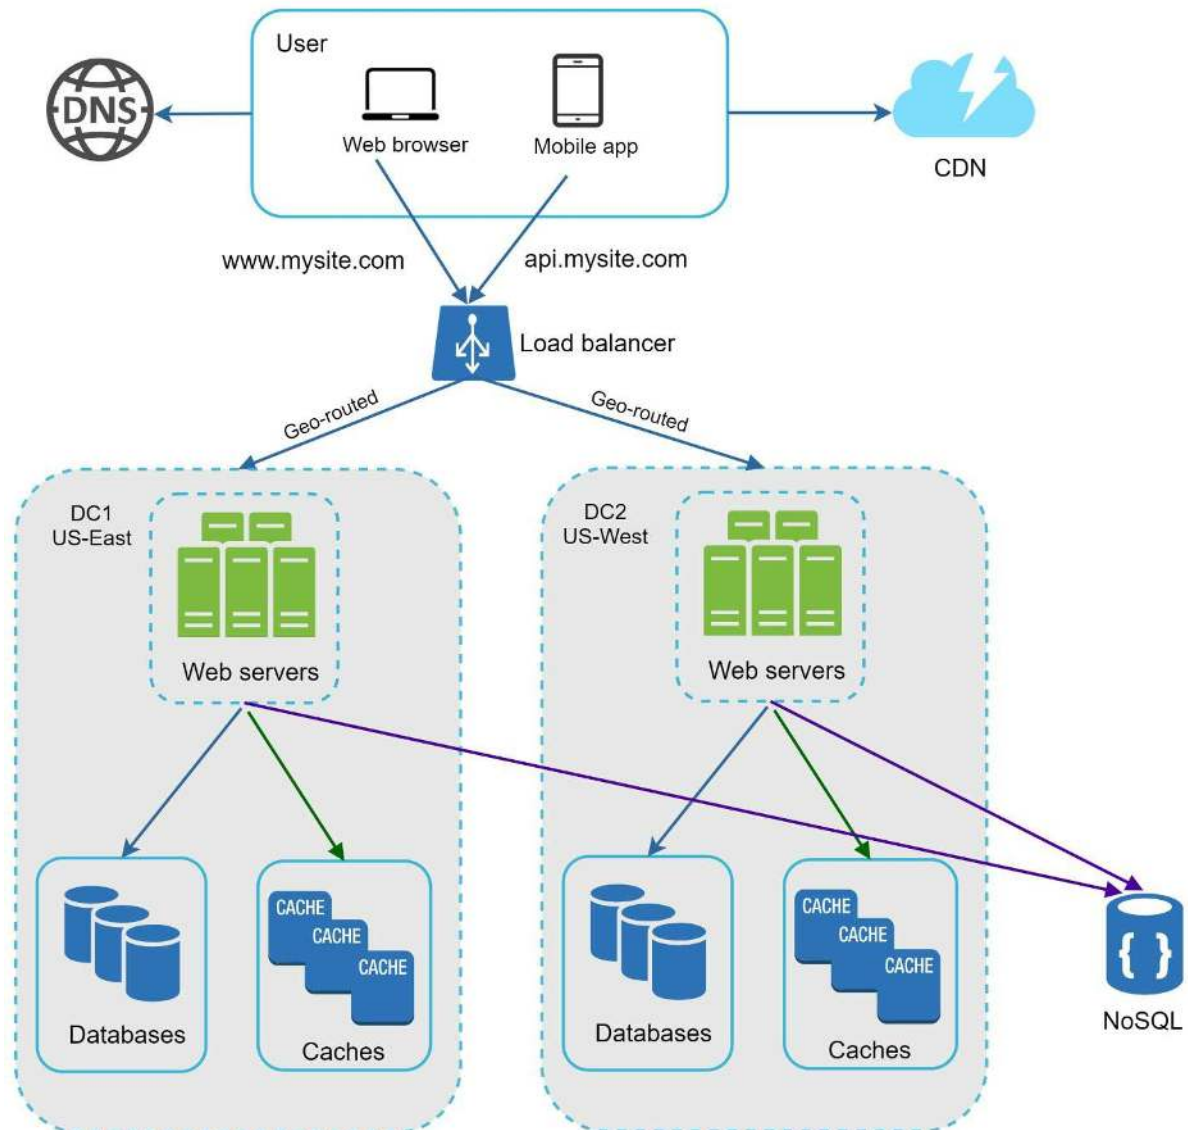 User
DNS
Web browser
Mobile app
CDN
www.mysite.com
api.mysite.com
Load balancer
Geo-routed
Geo-routed
DC1
US-East
Web servers
DC2
US-West
Web servers
CACHE
CACHE
CACHE
Databases
Caches
CACHE
CACHE
CACHE
Databases
Caches
{ }
NoSQL